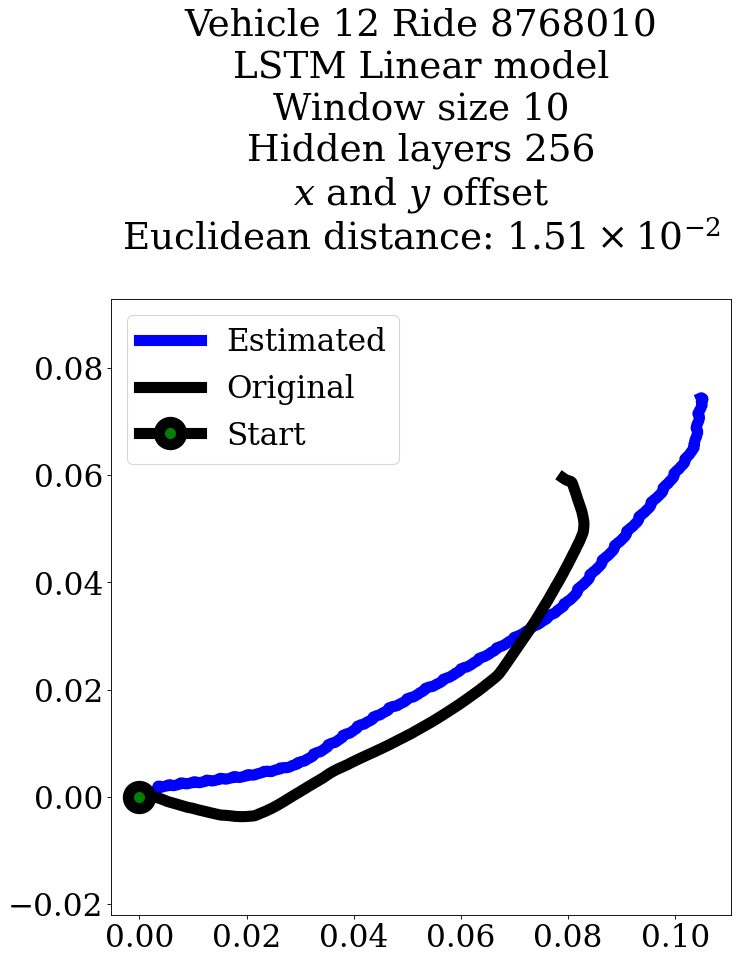 Vehicle 12 Ride 8768010
LSTM Linear model
Window size 10
Hidden layers 256
x and y offset
Euclidean distance: 1.51 × 10⁻²
Estimated
Original
Start
0.08
0.06
0.04
0.02
0.00
−0.02
0.00 0.02 0.04 0.06 0.08 0.10